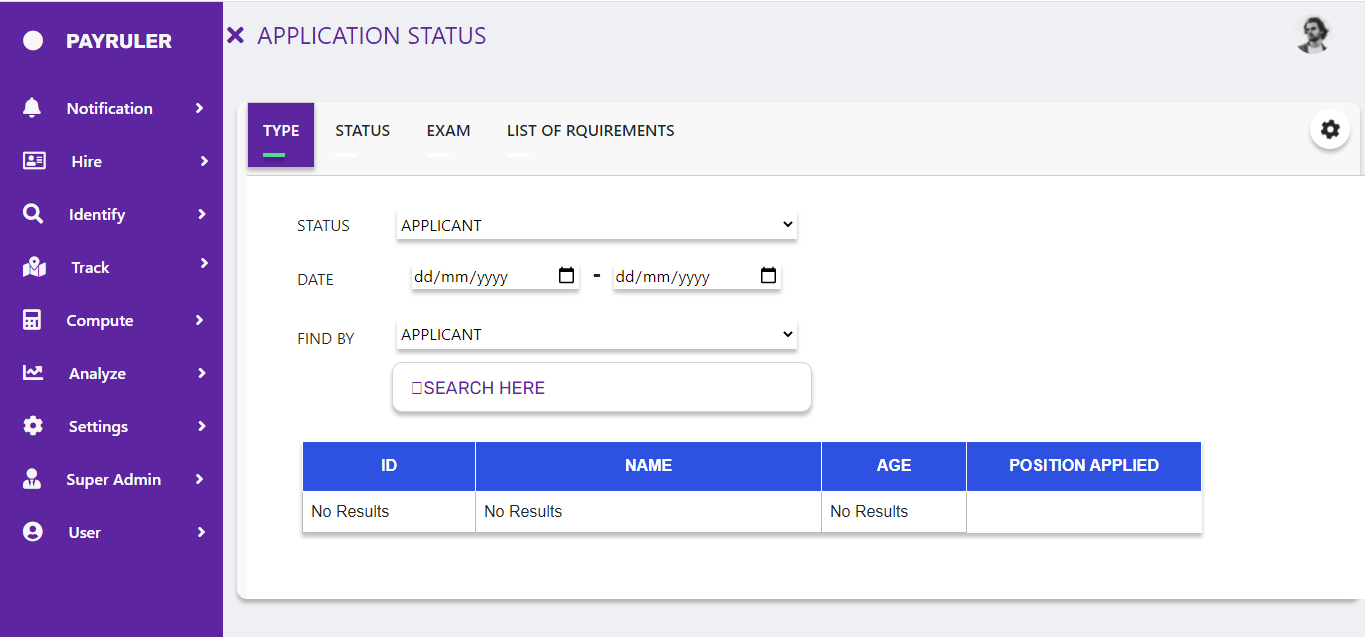 PAYRULER
APPLICATION STATUS
Notification
Hire
Identify
Track
Compute
Analyze
Settings
Super Admin
User
TYPE STATUS EXAM LIST OF RQUIREMENTS
STATUS APPLICANT
DATE dd/mm/yyyy - dd/mm/yyyy
FIND BY APPLICANT
SEARCH HERE
ID NAME AGE POSITION APPLIED
No Results No Results No Results